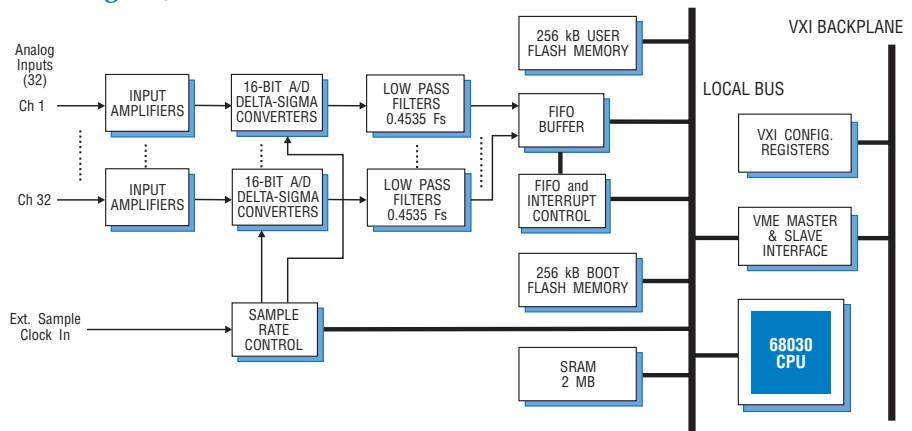 256 kB USER
FLASH MEMORY
VXI BACKPLANE
Analog
Inputs
(32)
Ch 1
INPUT
AMPLIFIERS
16-BIT A/D
DELTA-SIGMA
CONVERTERS
LOW PASS
FILTERS
0.4535 Fs
FIFO
BUFFER
LOCAL BUS
VXI CONFIG.
REGISTERS
Ch 32
INPUT
AMPLIFIERS
16-BIT A/D
DELTA-SIGMA
CONVERTERS
LOW PASS
FILTERS
0.4535 Fs
FIFO and
INTERRUPT
CONTROL
VME MASTER
& SLAVE
INTERFACE
256 kB BOOT
FLASH MEMORY
Ext. Sample
Clock In
SAMPLE
RATE
CONTROL
SRAM
2 MB
68030
CPU